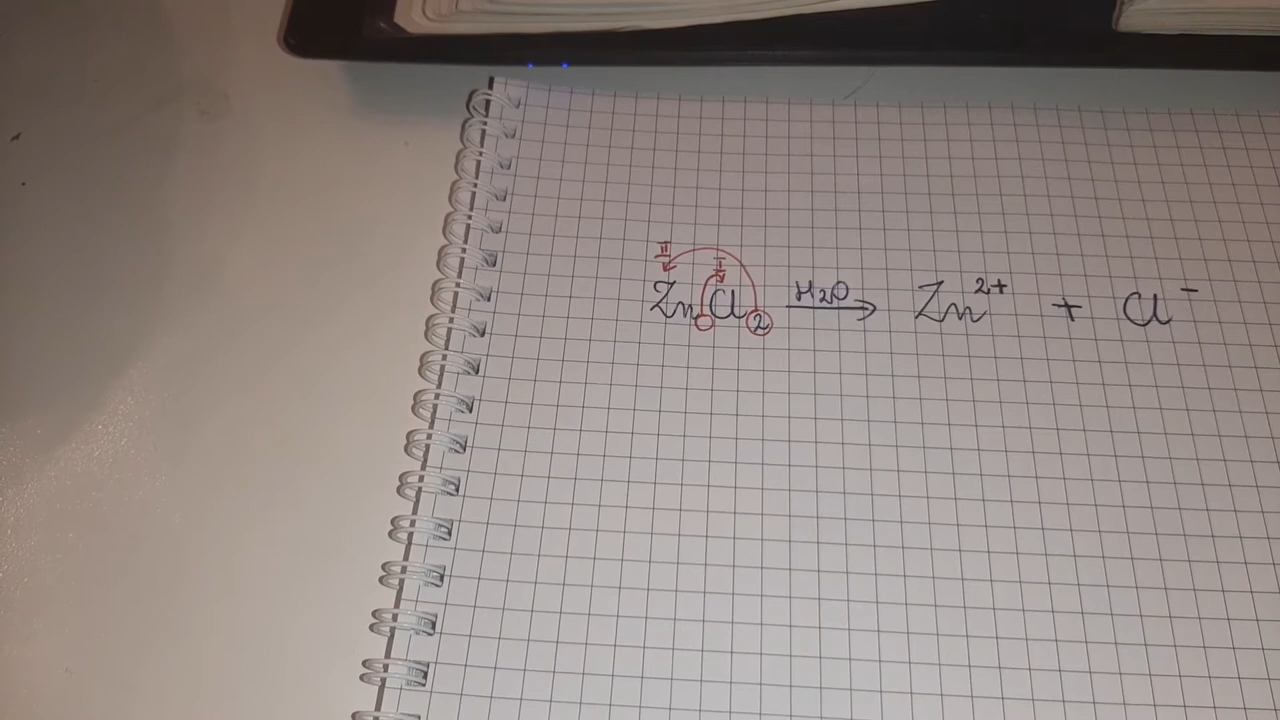 II I
ZnCl2 H2O→ Zn2+ + Cl-